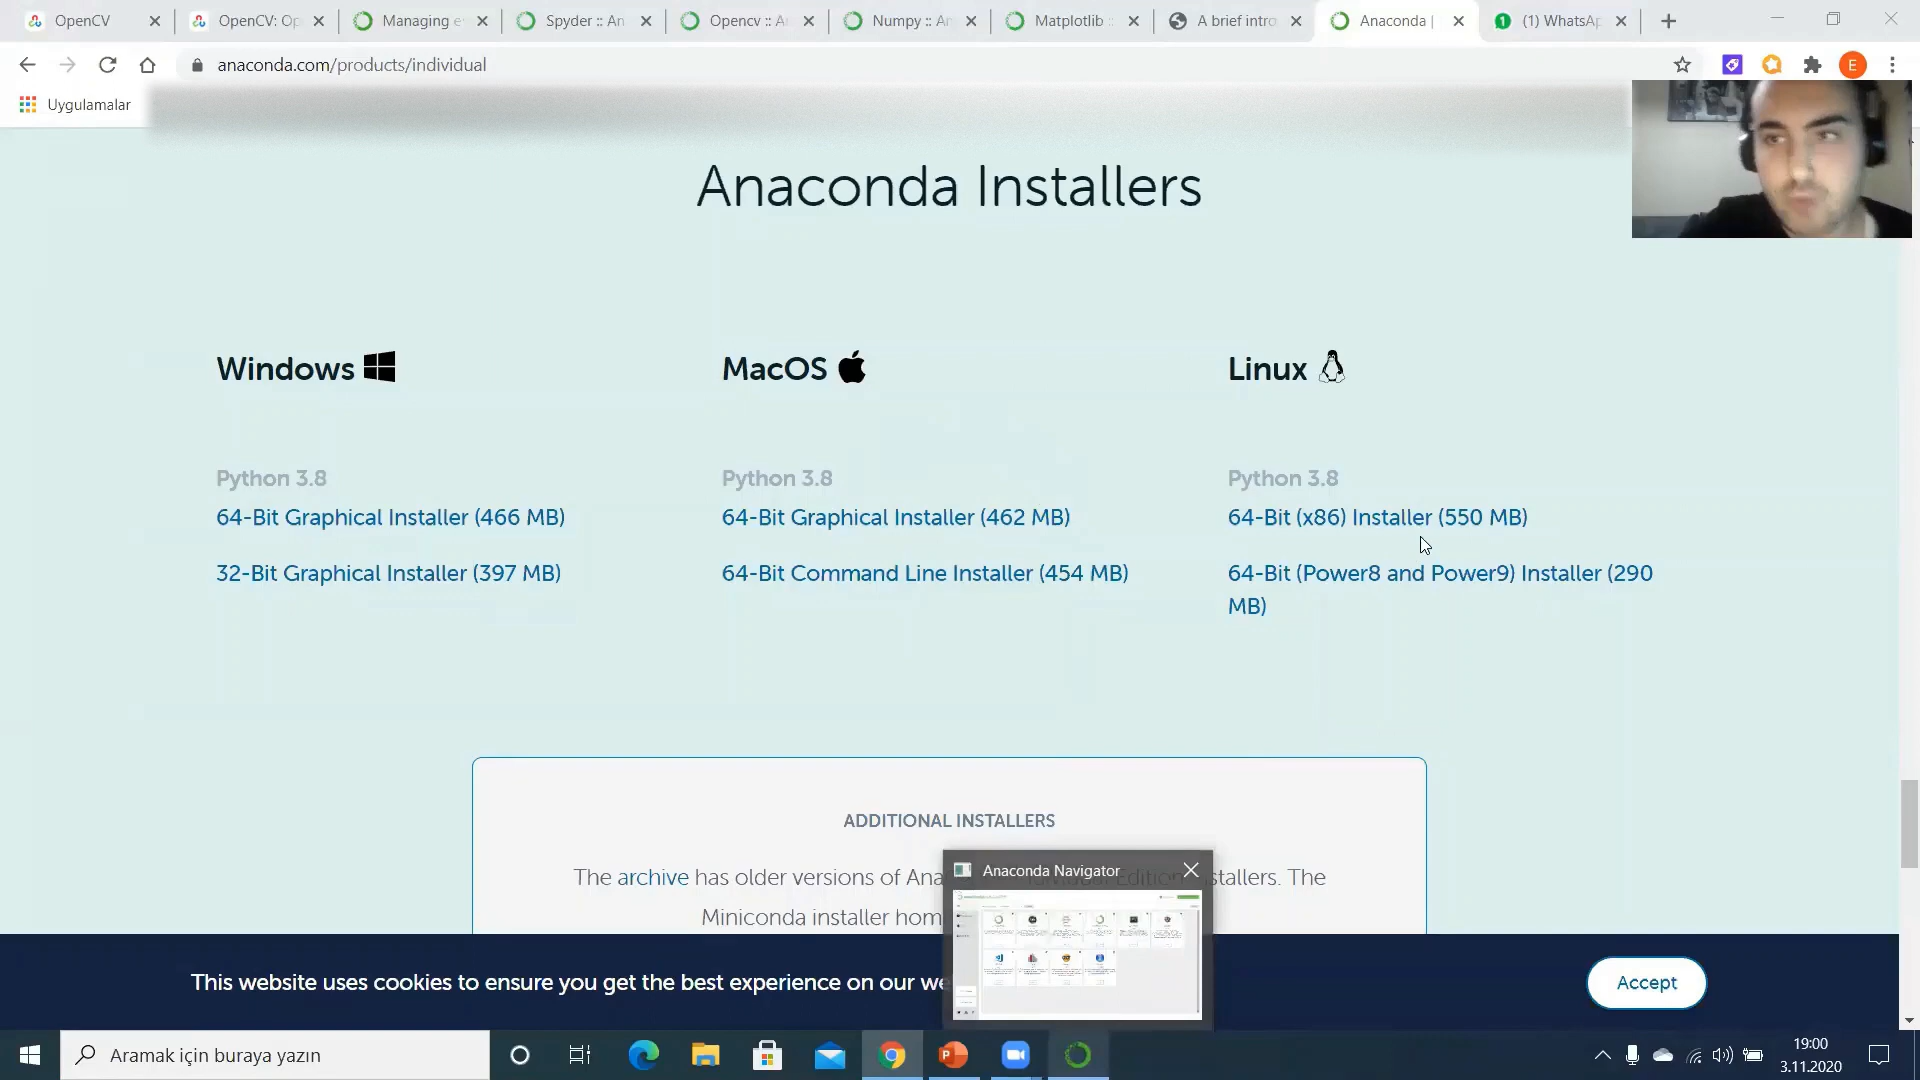 OpenCV
OpenCV: Op
Managing e
Spyder :: An
Opencv :: A
Numpy :: An
Matplotlib ::
A brief intro
Anaconda |
(1) WhatsAp
anaconda.com/products/individual
E
Uygulamalar
Anaconda Installers
Windows
MacOS
Linux
Python 3.8
Python 3.8
Python 3.8
64-Bit Graphical Installer (466 MB)
64-Bit Graphical Installer (462 MB)
64-Bit (x86) Installer (550 MB)
32-Bit Graphical Installer (397 MB)
64-Bit Command Line Installer (454 MB)
64-Bit (Power8 and Power9) Installer (290
MB)
ADDITIONAL INSTALLERS
Anaconda Navigator
The archive has older versions of Ana Edition stallers. The
Miniconda installer hom
This website uses cookies to ensure you get the best experience on our we
Accept
Aramak için buraya yazın
19:00
3.11.2020